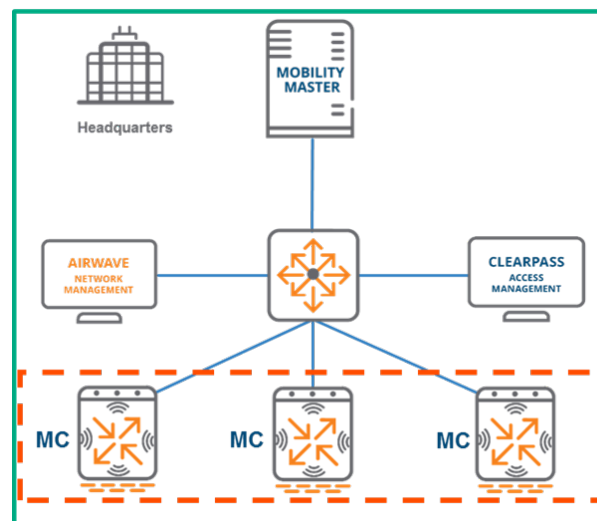 MOBILITY
MASTER
Headquarters
AIRWAVE
NETWORK
MANAGEMENT
CLEARPASS
ACCESS
MANAGEMENT
MC
MC
MC